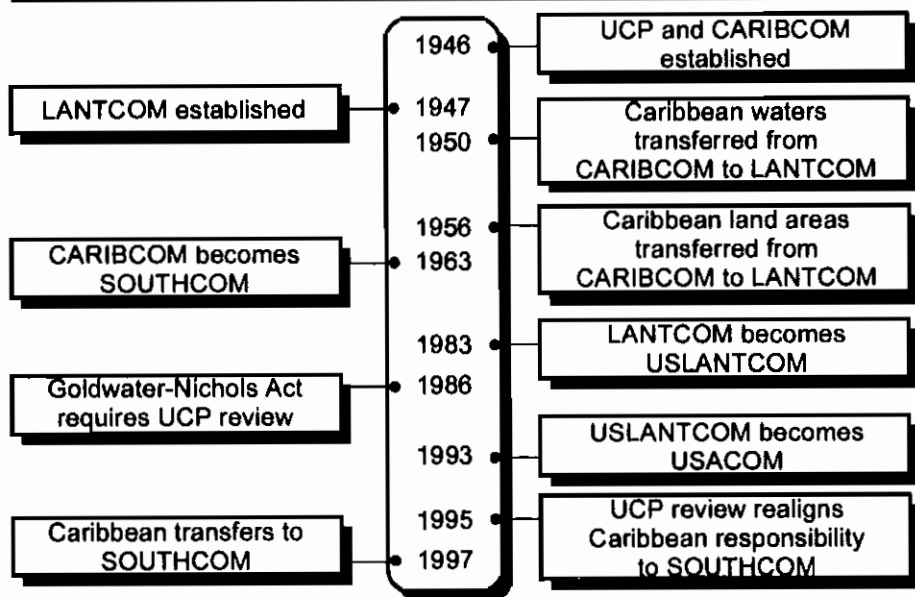 1946
UCP and CARIBCOM
established
LANTCOM established
1947
1950
Caribbean waters
transferred from
CARIBCOM to LANTCOM
1956
Caribbean land areas
transferred from
CARIBCOM to LANTCOM
CARIBCOM becomes
SOUTHCOM
1963
1983
LANTCOM becomes
USLANTCOM
Goldwater-Nichols Act
requires UCP review
1986
1993
USLANTCOM becomes
USACOM
1995
UCP review realigns
Caribbean responsibility
to SOUTHCOM
Caribbean transfers to
SOUTHCOM
1997